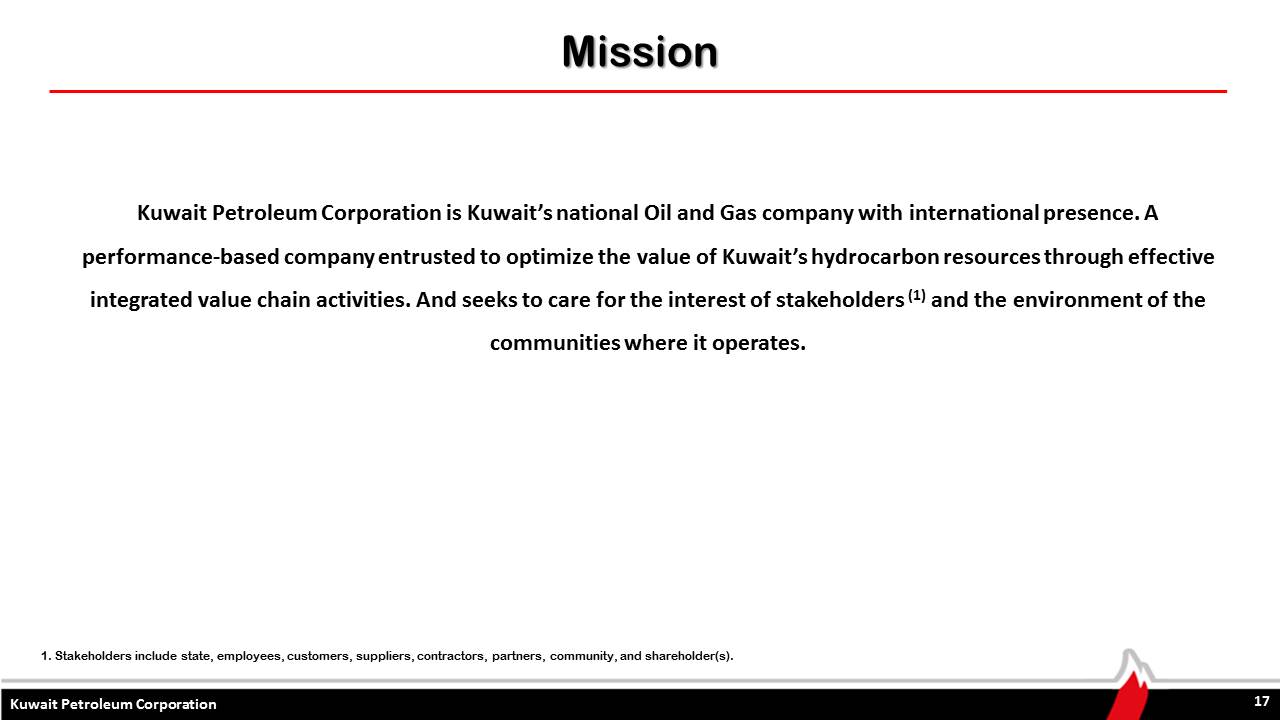 Mission
Kuwait Petroleum Corporation is Kuwait’s national Oil and Gas company with international presence. A
performance-based company entrusted to optimize the value of Kuwait’s hydrocarbon resources through effective
integrated value chain activities. And seeks to care for the interest of stakeholders (1) and the environment of the
communities where it operates.
1. Stakeholders include state, employees, customers, suppliers, contractors, partners, community, and shareholder(s).
Kuwait Petroleum Corporation
17